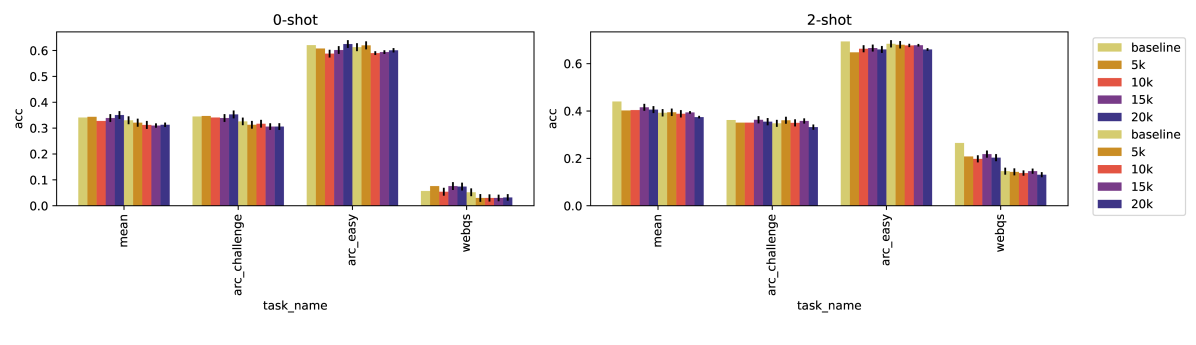 0-shot
acc
0.6
0.5
0.4
0.3
0.2
0.1
0.0
mean
arc_challenge
arc_easy
webqs
task_name
2-shot
acc
0.6
0.4
0.2
0.0
mean
arc_challenge
arc_easy
webqs
task_name
baseline
5k
10k
15k
20k
baseline
5k
10k
15k
20k